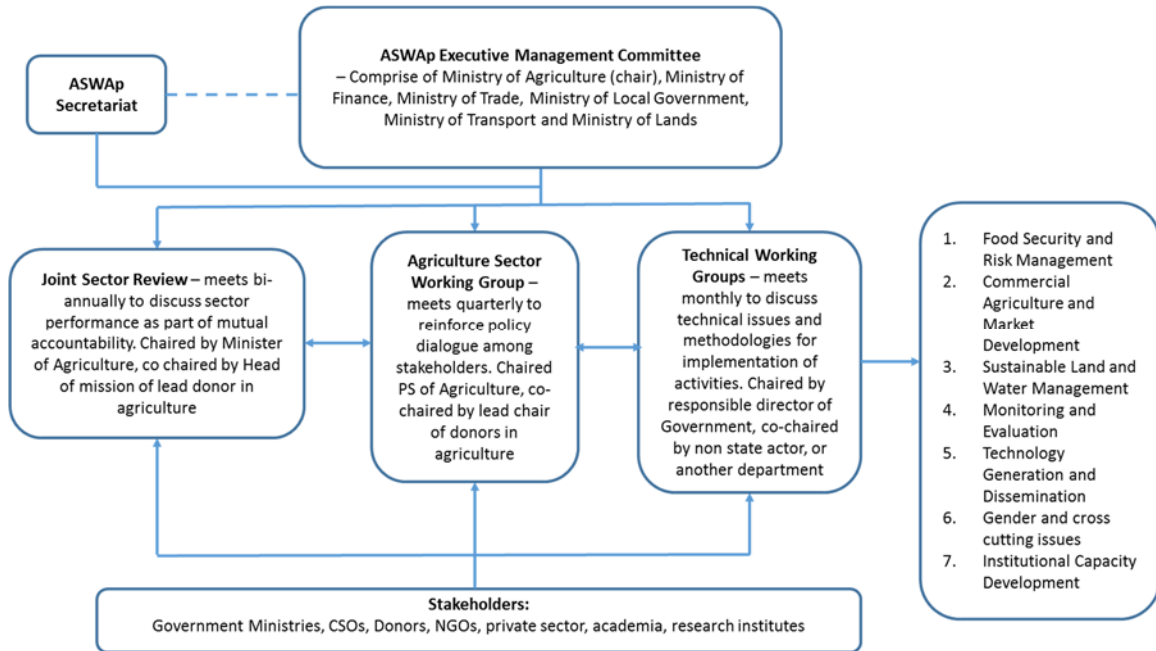 ASWAp Executive Management Committee
– Comprise of Ministry of Agriculture (chair), Ministry of
Finance, Ministry of Trade, Ministry of Local Government,
Ministry of Transport and Ministry of Lands
ASWAp
Secretariat
Joint Sector Review – meets bi-
annually to discuss sector
performance as part of mutual
accountability. Chaired by Minister
of Agriculture, co chaired by Head
of mission of lead donor in
agriculture
Agriculture Sector
Working Group –
meets quarterly to
reinforce policy
dialogue among
stakeholders. Chaired
PS of Agriculture, co-
chaired by lead chair
of donors in
agriculture
Technical Working
Groups – meets
monthly to discuss
technical issues and
methodologies for
implementation of
activities. Chaired by
responsible director of
Government, co-chaired
by non state actor, or
another department
1. Food Security and
Risk Management
2. Commercial
Agriculture and
Market
Development
3. Sustainable Land and
Water Management
4. Monitoring and
Evaluation
5. Technology
Generation and
Dissemination
6. Gender and cross
cutting issues
7. Institutional Capacity
Development
Stakeholders:
Government Ministries, CSOs, Donors, NGOs, private sector, academia, research institutes